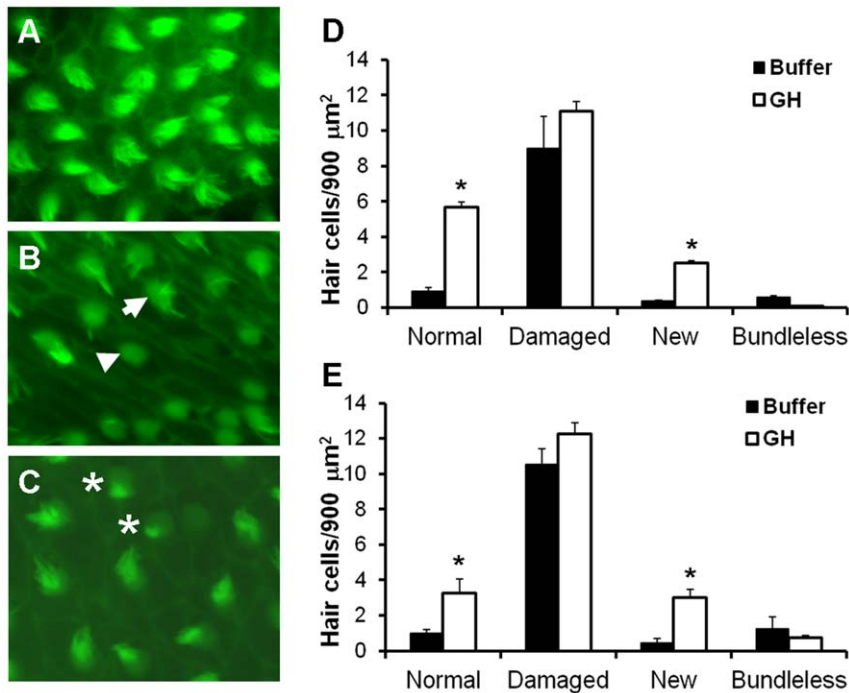 A
B
C
*
*
D
Hair cells/900 μm²
14
12
10
8
6
4
2
0
Buffer
GH
*
*
Normal Damaged New Bundleless
E
Hair cells/900 μm²
14
12
10
8
6
4
2
0
Buffer
GH
*
*
Normal Damaged New Bundleless